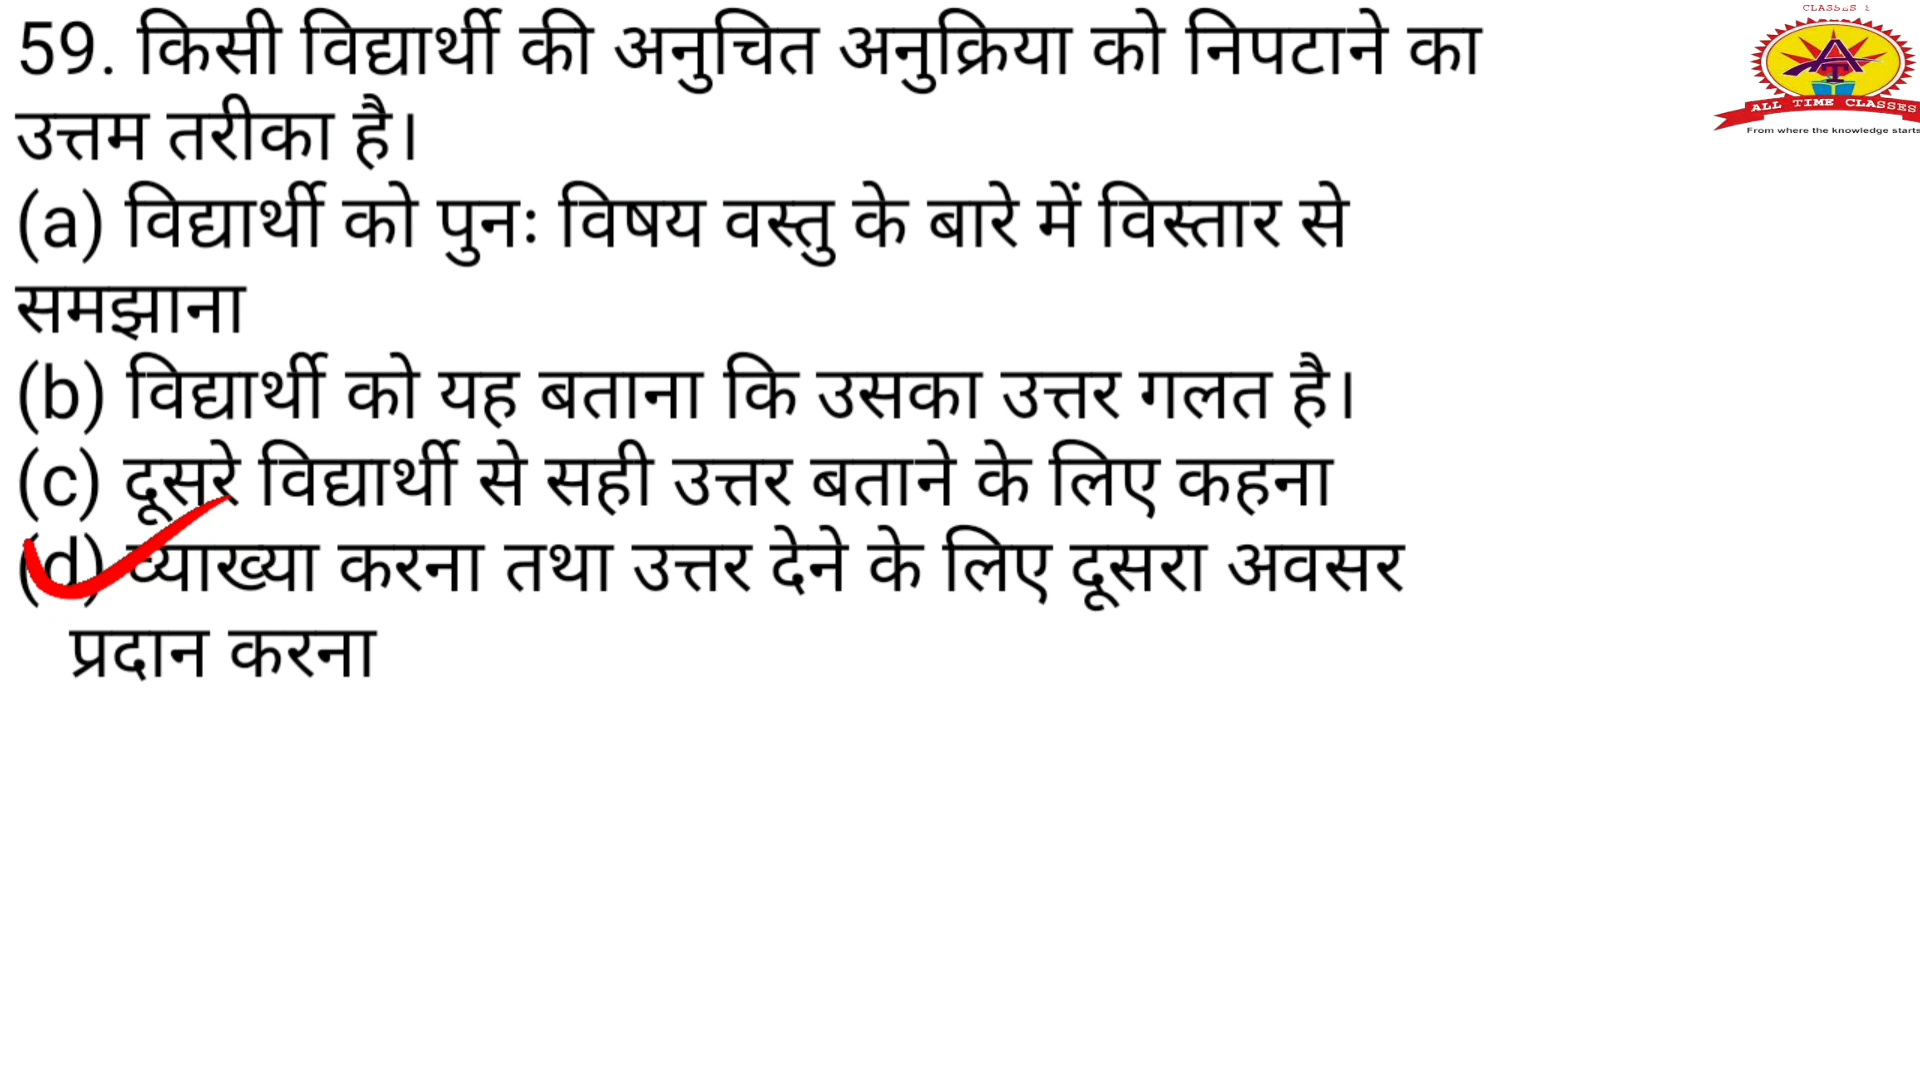 59. किसी विद्यार्थी की अनुचित अनुक्रिया को निपटाने का
उत्तम तरीका है।
(a) विद्यार्थी को पुनः विषय वस्तु के बारे में विस्तार से
समझाना
(b) विद्यार्थी को यह बताना कि उसका उत्तर गलत है।
(c) दूसरे विद्यार्थी से सही उत्तर बताने के लिए कहना
(d) व्याख्या करना तथा उत्तर देने के लिए दूसरा अवसर
प्रदान करना
ALL TIME CLASSES
From where the knowledge starts